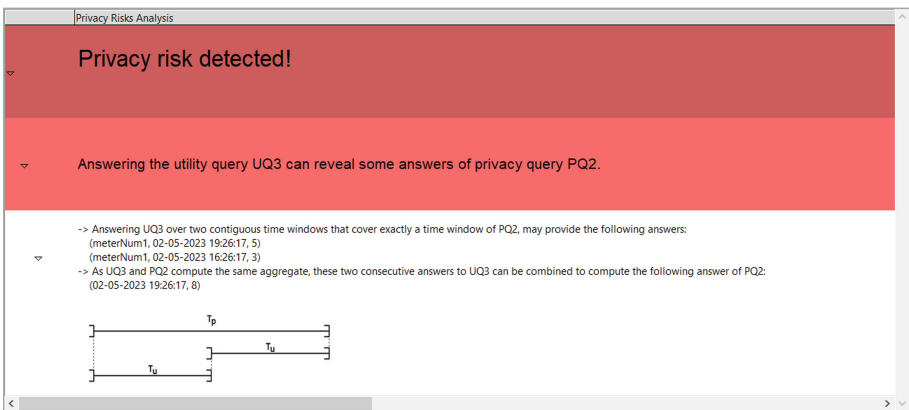 Privacy Risks Analysis
Privacy risk detected!
Answering the utility query UQ3 can reveal some answers of privacy query PQ2.
-> Answering UQ3 over two contiguous time windows that cover exactly a time window of PQ2, may provide the following answers:
(meterNum1, 02-05-2023 19:26:17, 5)
(meterNum1, 02-05-2023 16:26:17, 3)
-> As UQ3 and PQ2 compute the same aggregate, these two consecutive answers to UQ3 can be combined to compute the following answer of PQ2:
(02-05-2023 19:26:17, 8)
Tp
Tu
Tu